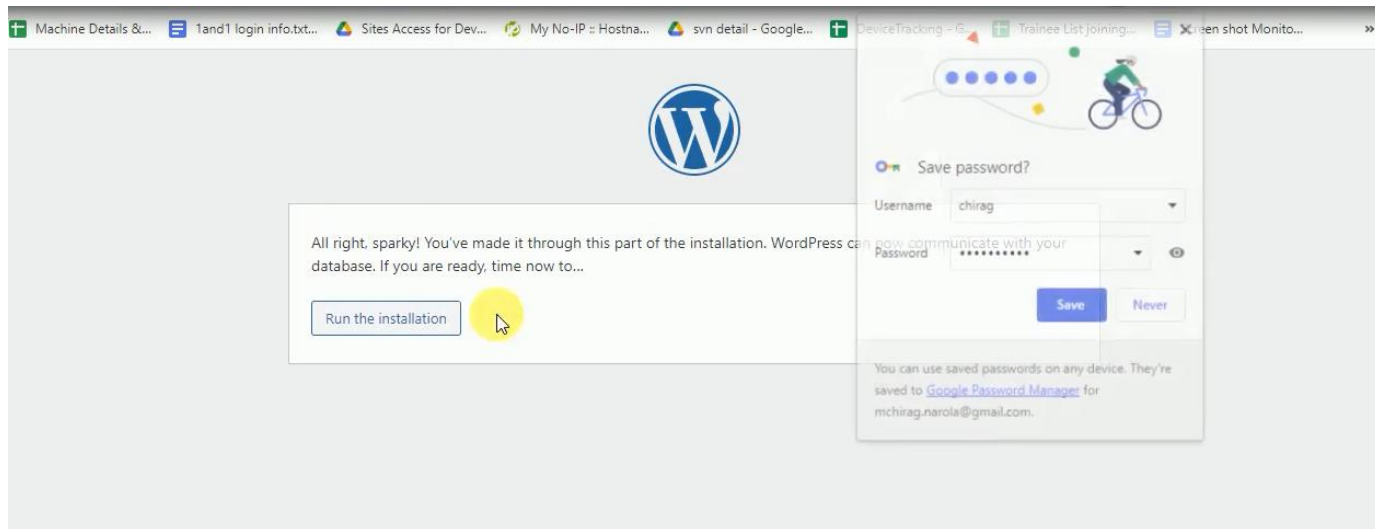 Machine Details &... 1and1 login info.txt... Sites Access for Dev... My No-IP :: Hostna... svn detail - Google... DeviceTracking - G... Trainee List joining... een shot Monito... »
Save password?
Username chirag
Password ••••••••••
Save Never
You can use saved passwords on any device. They're
saved to Google Password Manager for
mchirag.narola@gmail.com.
All right, sparky! You've made it through this part of the installation. WordPress can now communicate with your
database. If you are ready, time now to...
Run the installation